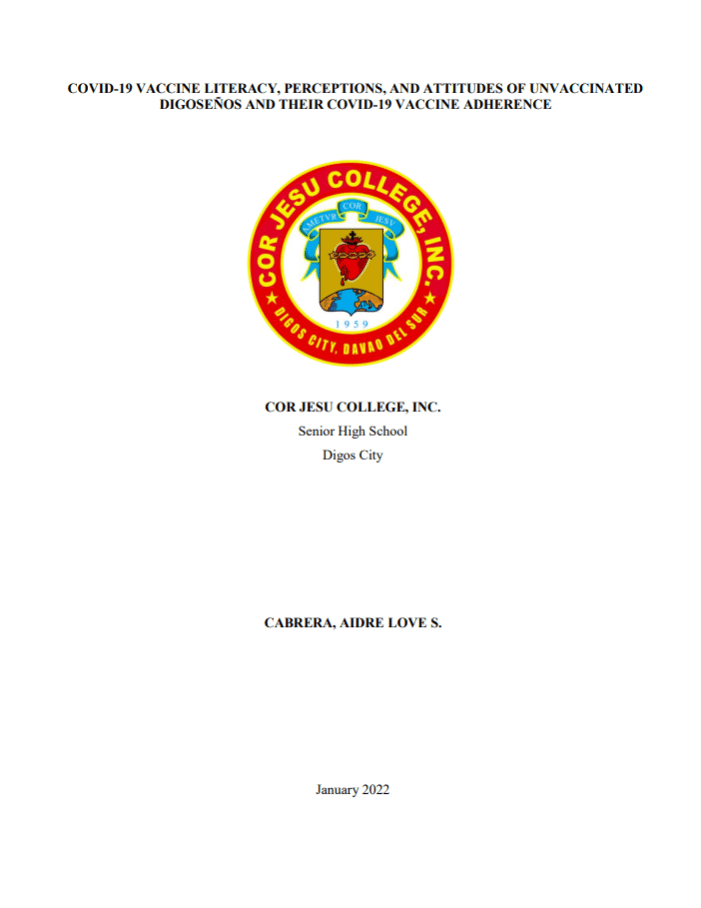 COVID-19 VACCINE LITERACY, PERCEPTIONS, AND ATTITUDES OF UNVACCINATED
DIGOSEÑOS AND THEIR COVID-19 VACCINE ADHERENCE
COR JESU COLLEGE, INC.
AMETVR COR JESV
1959
DIGOS CITY, DAVAO DEL SUR
COR JESU COLLEGE, INC.
Senior High School
Digos City
CABRERA, AIDRE LOVE S.
January 2022